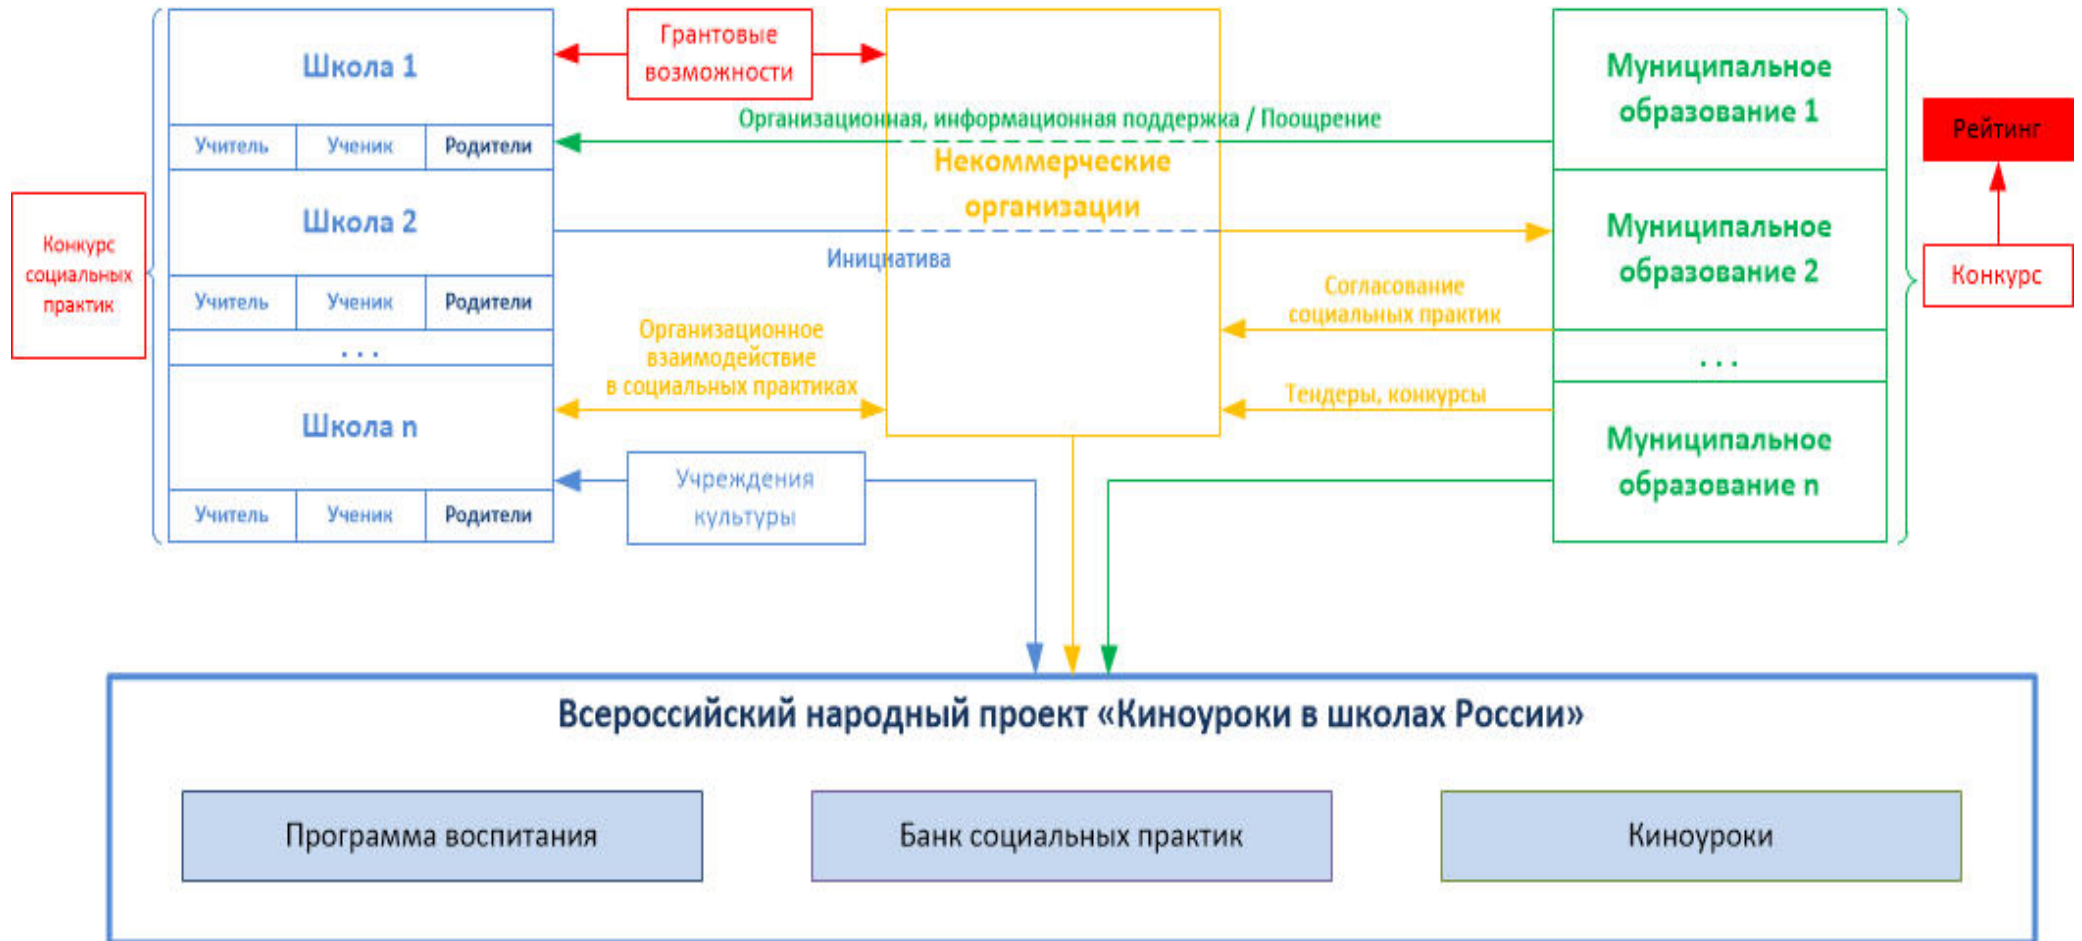 Школа 1
Учитель
Ученик
Родители
Школа 2
Учитель
Ученик
Родители
. . .
Школа n
Учитель
Ученик
Родители
Конкурс
социальных
практик
Грантовые
возможности
Организационная, информационная поддержка / Поощрение
Некоммерческие
организации
Инициатива
Организационное
взаимодействие
в социальных практиках
Согласование
социальных практик
Тендеры, конкурсы
Учреждения
культуры
Муниципальное
образование 1
Муниципальное
образование 2
. . .
Муниципальное
образование n
Рейтинг
Конкурс
Всероссийский народный проект «Киноуроки в школах России»
Программа воспитания
Банк социальных практик
Киноуроки